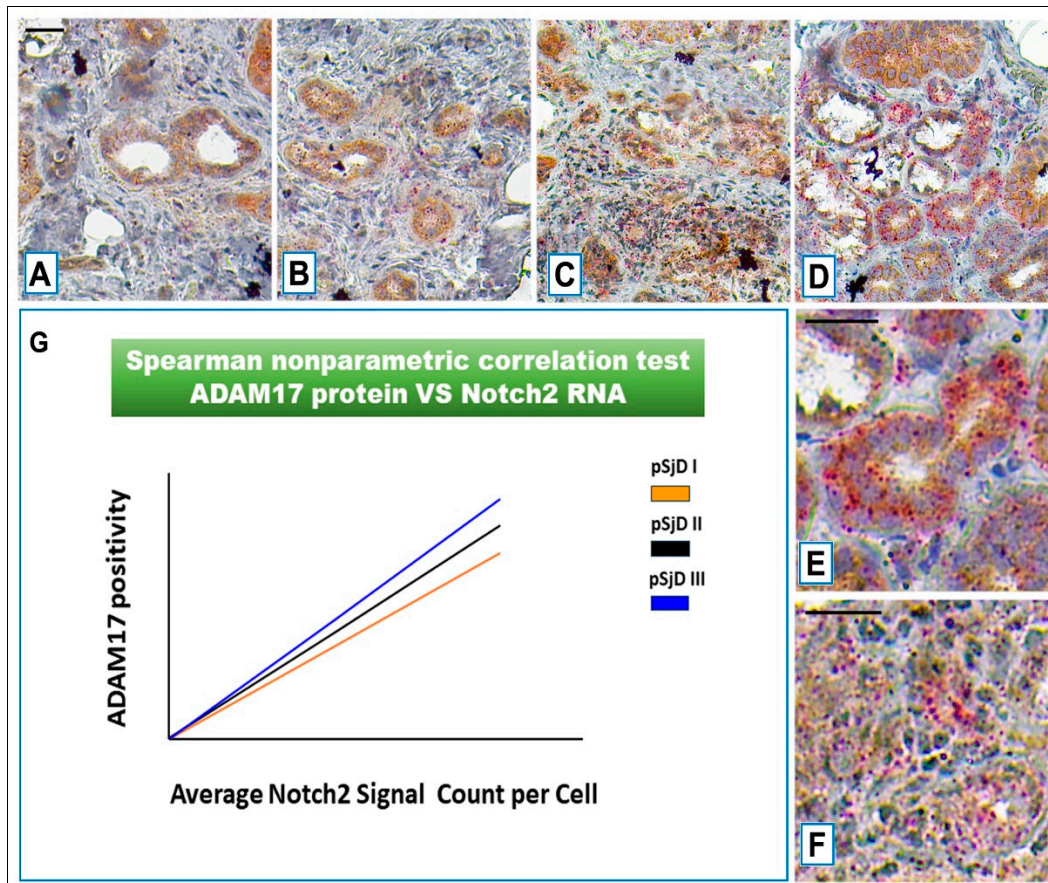 A
B
C
D
G
Spearman nonparametric correlation test
ADAM17 protein VS Notch2 RNA
ADAM17 positivity
pSjD I
pSjD II
pSjD III
Average Notch2 Signal Count per Cell
E
F